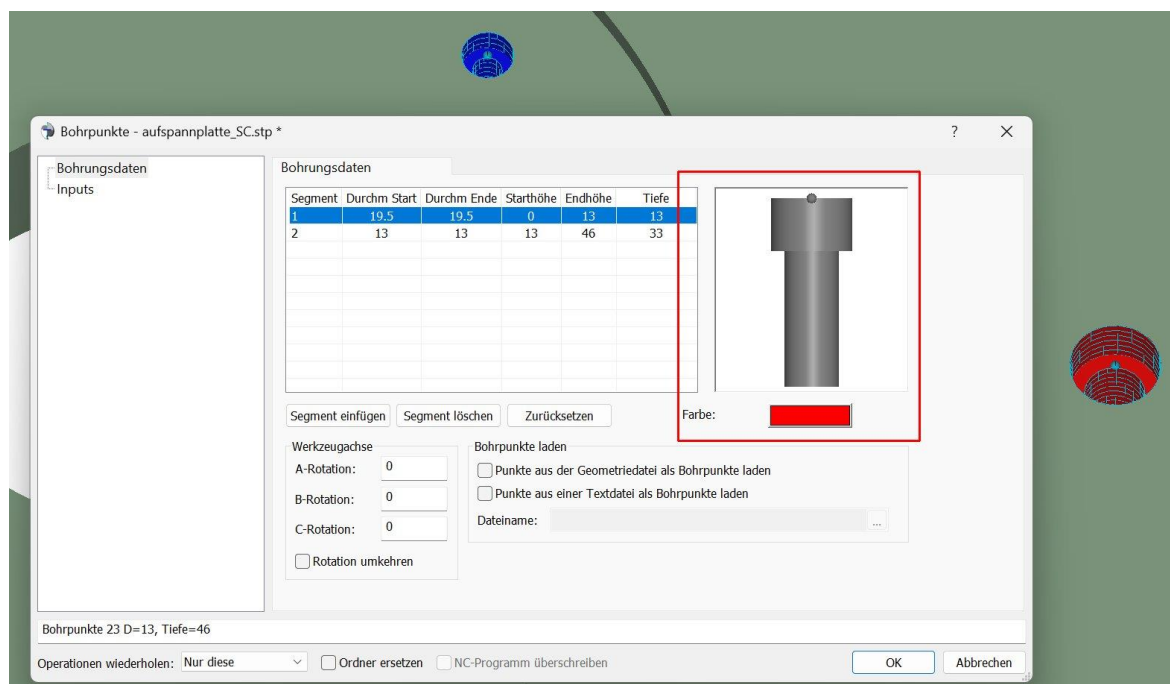 Bohrpunkte - aufspannplatte_SC.stp *
?
X
Bohrungsdaten
Inputs
Bohrungsdaten
Segment Durchm Start Durchm Ende Starthöhe Endhöhe Tiefe
1 19.5 19.5 0 13 13
2 13 13 13 46 33
Segment einfügen Segment löschen Zurücksetzen
Farbe:
Werkzeugachse
A-Rotation: 0
B-Rotation: 0
C-Rotation: 0
Rotation umkehren
Bohrpunkte laden
Punkte aus der Geometriedatei als Bohrpunkte laden
Punkte aus einer Textdatei als Bohrpunkte laden
Dateiname: ...
Bohrpunkte 23 D=13, Tiefe=46
Operationen wiederholen: Nur diese Ordner ersetzen NC-Programm überschreiben OK Abbrechen